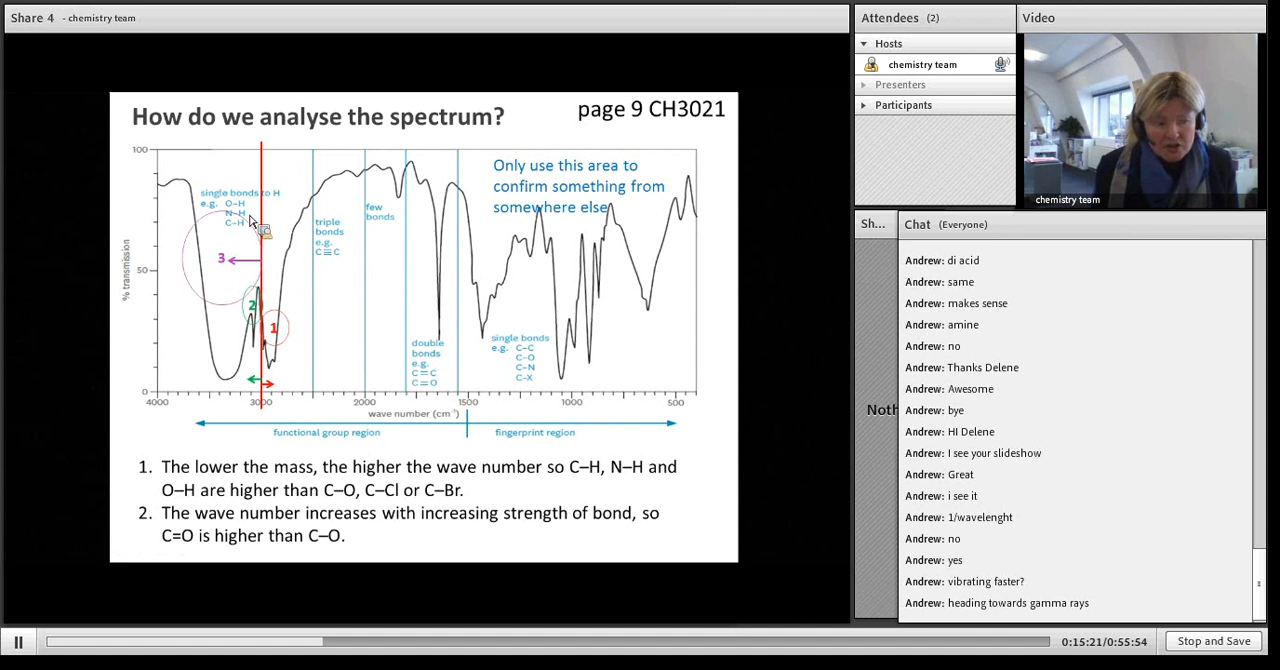 Share 4 - chemistry team
How do we analyse the spectrum?
page 9 CH3021
100
50
0
% transmission
single bonds to H
e.g. O–H
N–H
C–H
3
2
1
triple
bonds
e.g.
C≡C
few
bonds
double
bonds
e.g.
C=C
C=O
Only use this area to
confirm something from
somewhere else
single bonds
e.g. C–C
C–O
C–N
C–X
4000 3000 2000 1500 1000 500
wave number (cm⁻¹)
functional group region
fingerprint region
1. The lower the mass, the higher the wave number so C–H, N–H and
O–H are higher than C–O, C–Cl or C–Br.
2. The wave number increases with increasing strength of bond, so
C=O is higher than C–O.
Attendees (2)
Hosts
chemistry team
Presenters
Participants
Video
chemistry team
Sh...
Noth
Chat (Everyone)
Andrew: di acid
Andrew: same
Andrew: makes sense
Andrew: amine
Andrew: no
Andrew: Thanks Delene
Andrew: Awesome
Andrew: bye
Andrew: HI Delene
Andrew: I see your slideshow
Andrew: Great
Andrew: i see it
Andrew: 1/wavelenght
Andrew: no
Andrew: yes
Andrew: vibrating faster?
Andrew: heading towards gamma rays
0:15:21/0:55:54
Stop and Save